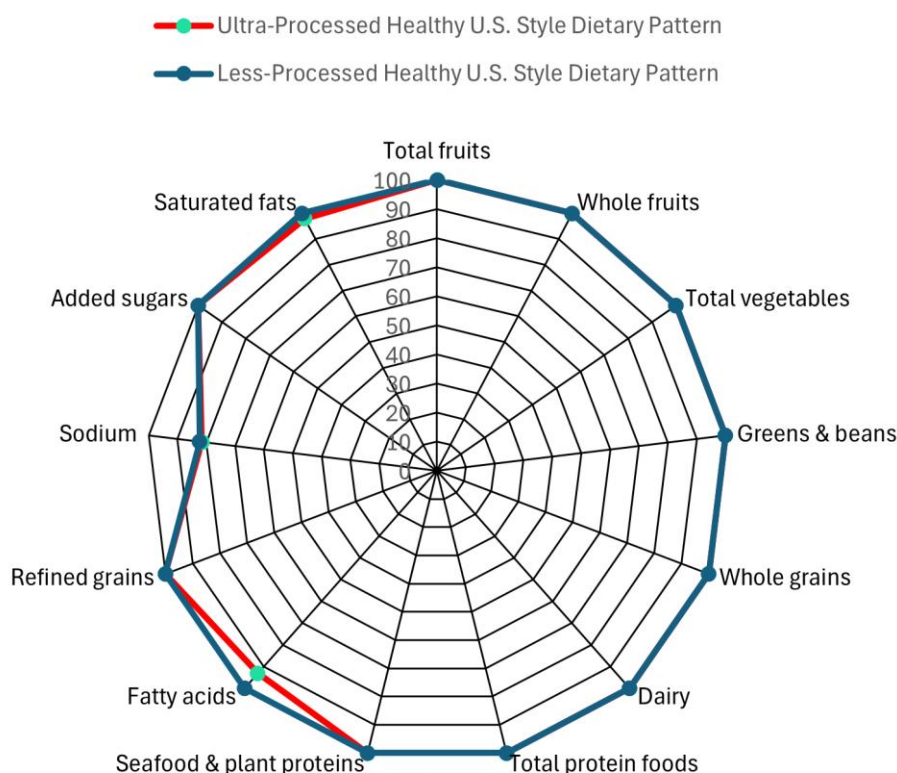 Ultra-Processed Healthy U.S. Style Dietary Pattern
Less-Processed Healthy U.S. Style Dietary Pattern
Total fruits
100
Saturated fats
Whole fruits
90
80
Added sugars
Total vegetables
70
60
50
40
30
Sodium
Greens & beans
20
10
0
Refined grains
Whole grains
Fatty acids
Dairy
Seafood & plant proteins
Total protein foods